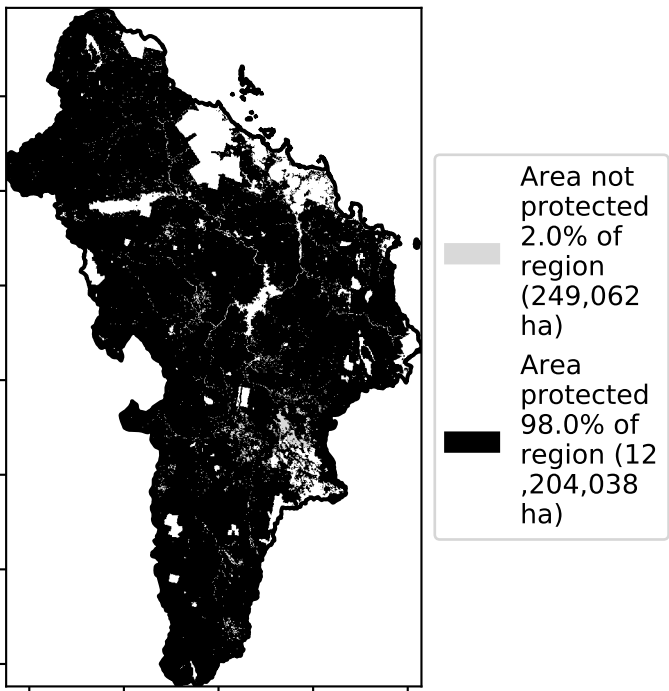 Area not
protected
2.0% of
region
(249,062
ha)
Area
protected
98.0% of
region (12
,204,038
ha)